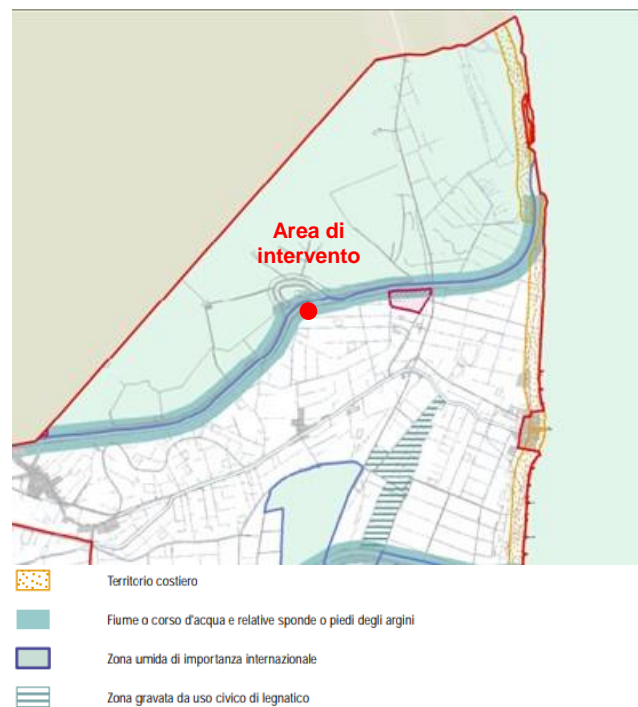 Area di
intervento
Territorio costiero
Fiume o corso d'acqua e relative sponde o piedi degli argini
Zona umida di importanza internazionale
Zona gravata da uso civico di legnatico